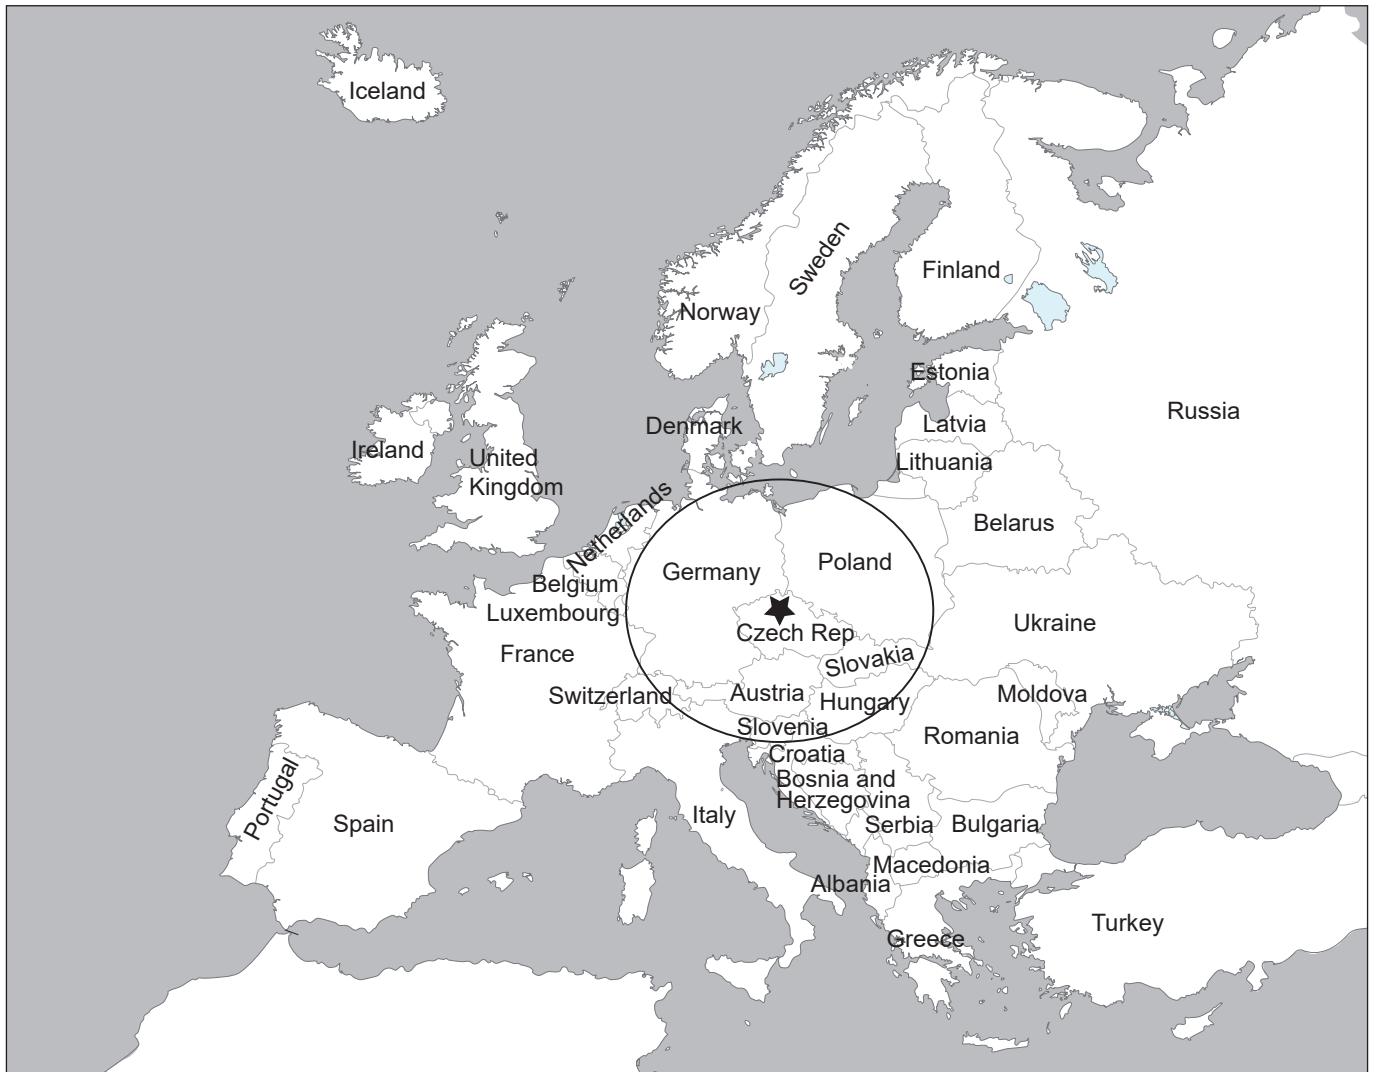 Iceland
Sweden
Finland
Norway
Estonia
Russia
Denmark
Latvia
Ireland
United
Kingdom
Lithuania
Netherlands
Belarus
Germany
Poland
Belgium
Luxembourg
Ukraine
Czech Rep
France
Slovakia
Switzerland
Austria
Hungary
Moldova
Slovenia
Romania
Croatia
Bosnia and
Herzegovina
Portugal
Spain
Italy
Serbia
Bulgaria
Macedonia
Albania
Turkey
Greece